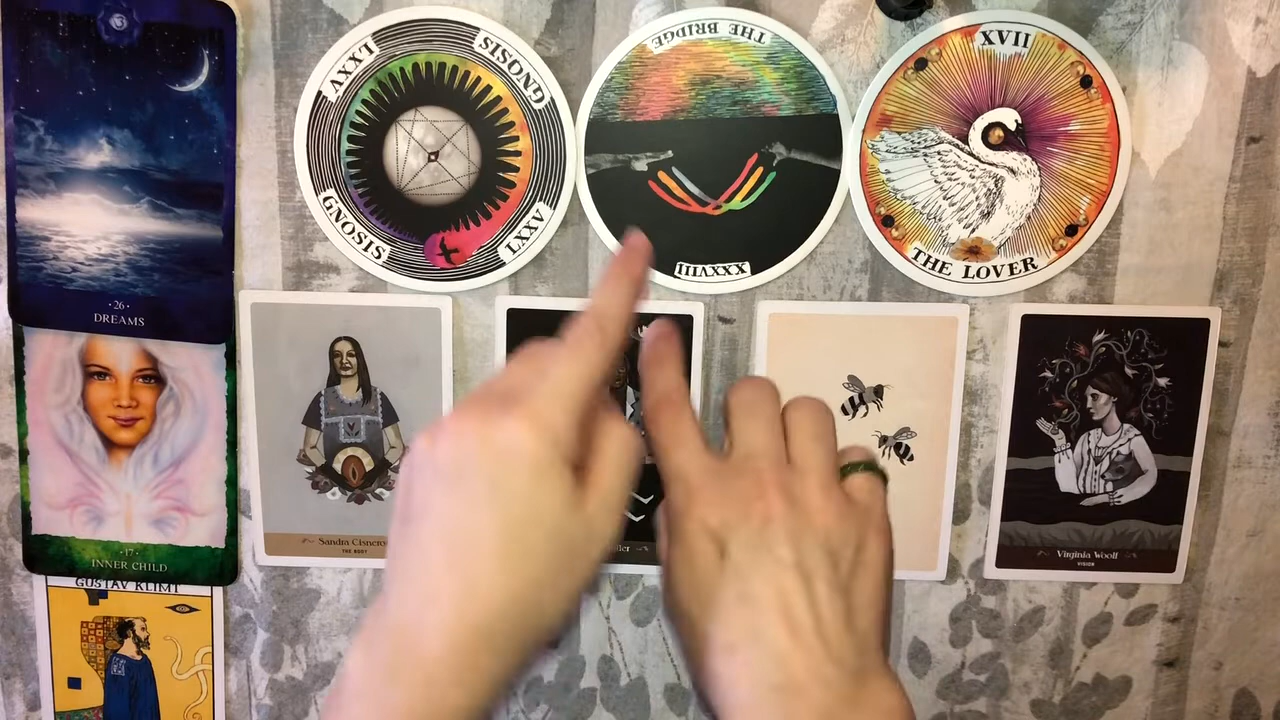 ·26·
DREAMS
·17·
INNER CHILD
GUSTAV KLIMT
LXXV
GNOSIS
GNOSIS
LXXV
THE BRIDGE
XXXVIII
XVII
THE LOVER
Sandra Cisneros
THE BODY
Virginia Woolf
VISION